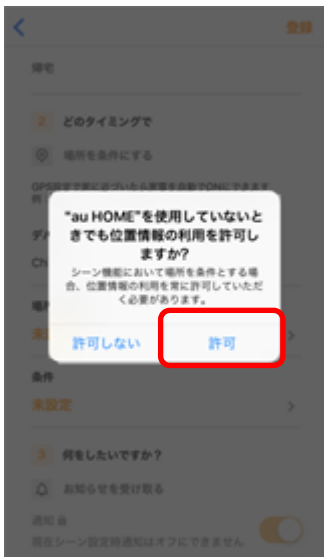 登録
帰宅
2 どのタイミングで
場所を条件にする
"au HOME"を使用していないと
きでも位置情報の利用を許可し
ますか?
シーン機能において場所を条件とする場
合、位置情報の利用を常に許可していただ
く必要があります。
許可しない
許可
条件
未設定
3 何をしたいですか?
お知らせを受け取る
通知
現在シーン設定時通知はオフにできません